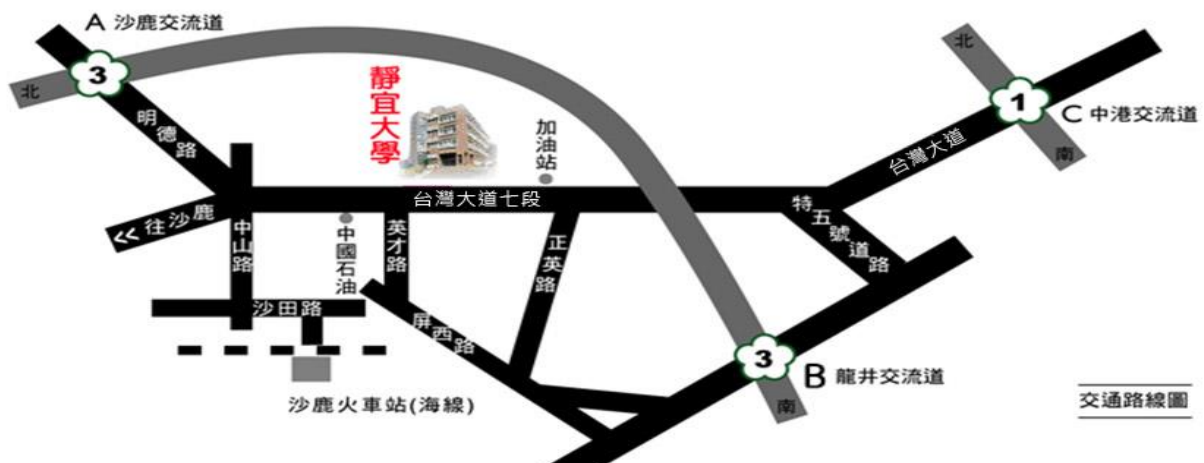 A 沙鹿交流道
3
北
明德路
靜宜大學
加油站
北
1
C 中港交流道
南
台灣大道
台灣大道七段
<<往沙鹿
中山路
中國石油
英才路
正英路
特五號道路
沙田路
屏西路
沙鹿火車站(海線)
3
B 龍井交流道
南
交通路線圖